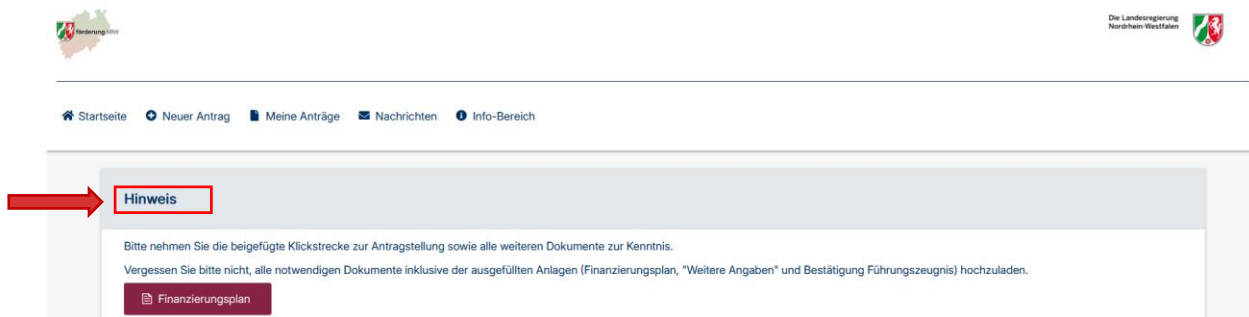 förderung NRW
Die Landesregierung
Nordrhein-Westfalen
Startseite Neuer Antrag Meine Anträge Nachrichten Info-Bereich
Hinweis
Bitte nehmen Sie die beigefügte Klickstrecke zur Antragstellung sowie alle weiteren Dokumente zur Kenntnis.
Vergessen Sie bitte nicht, alle notwendigen Dokumente inklusive der ausgefüllten Anlagen (Finanzierungsplan, "Weitere Angaben" und Bestätigung Führungszeugnis) hochzuladen.
Finanzierungsplan